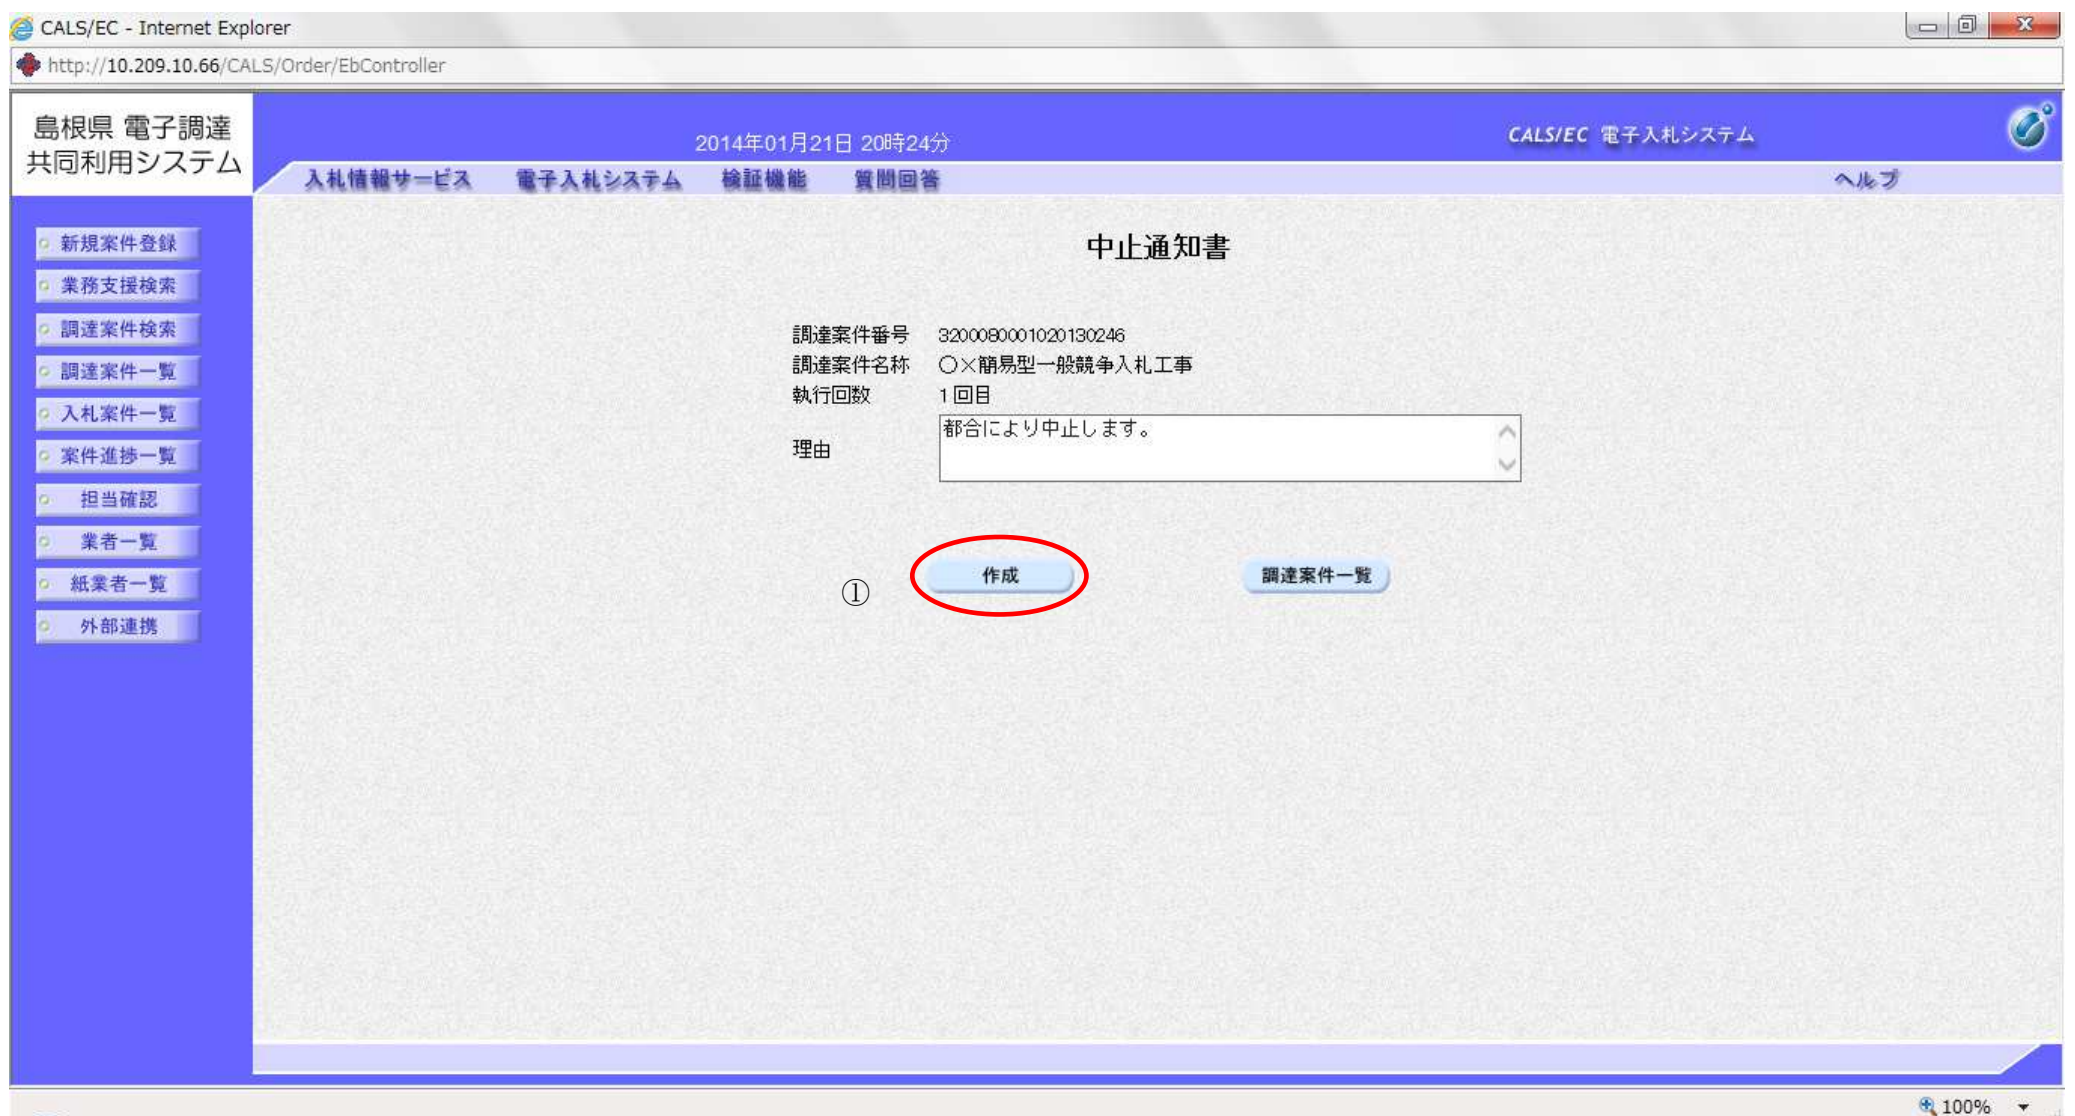 CALS/EC - Internet Explorer
http://10.209.10.66/CALS/Order/EbController
島根県 電子調達
共同利用システム
2014年01月21日 20時24分
CALS/EC 電子入札システム
入札情報サービス 電子入札システム 検証機能 質問回答 ヘルプ
新規案件登録
業務支援検索
調達案件検索
調達案件一覧
入札案件一覧
案件進捗一覧
担当確認
業者一覧
紙業者一覧
外部連携
中止通知書
調達案件番号 3200080001020130246
調達案件名称 〇×簡易型一般競争入札工事
執行回数 1回目
理由 都合により中止します。
① 作成 調達案件一覧
100%